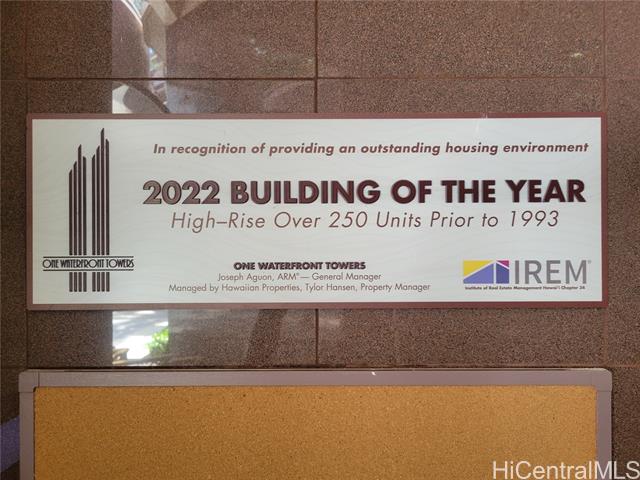 In recognition of providing an outstanding housing environment
2022 BUILDING OF THE YEAR
High-Rise Over 250 Units Prior to 1993
ONE WATERFRONT TOWERS
ONE WATERFRONT TOWERS
Joseph Aguon, ARM® — General Manager
Managed by Hawaiian Properties, Tylor Hansen, Property Manager
IREM®
Institute of Real Estate Management Hawai'i Chapter 34
HiCentralMLS